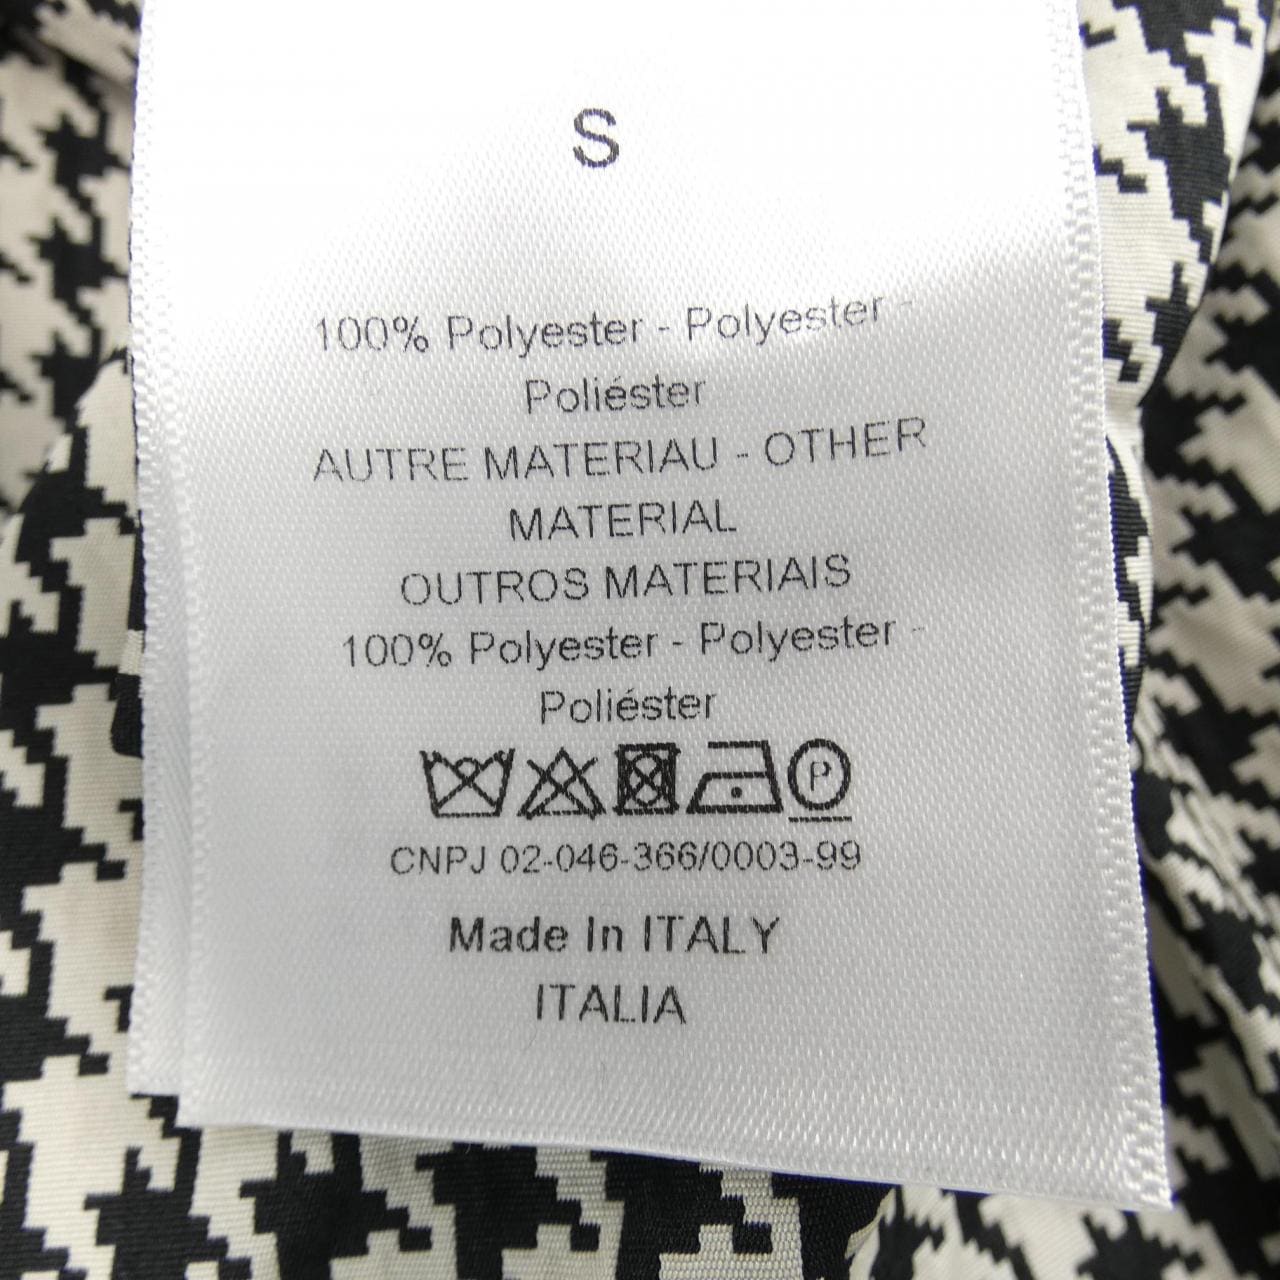 S
100% Polyester - Polyester -
Poliéster
AUTRE MATERIAU - OTHER
MATERIAL
OUTROS MATERIAIS
100% Polyester - Polyester -
Poliéster
P
CNPJ 02-046-366/0003-99
Made In ITALY
ITALIA